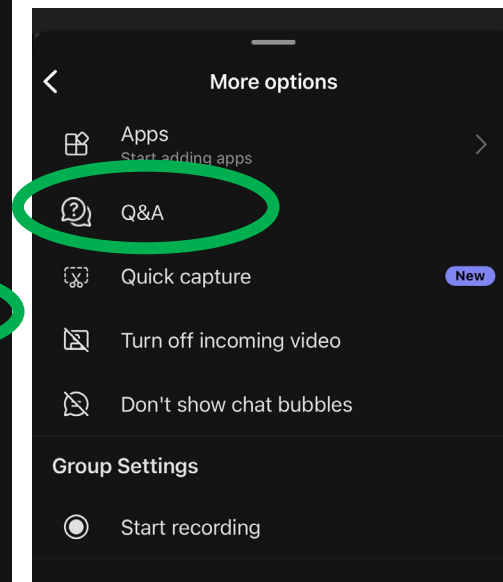 More options
Apps
Start adding apps
Q&A
Quick capture
New
Turn off incoming video
Don't show chat bubbles
Group Settings
Start recording